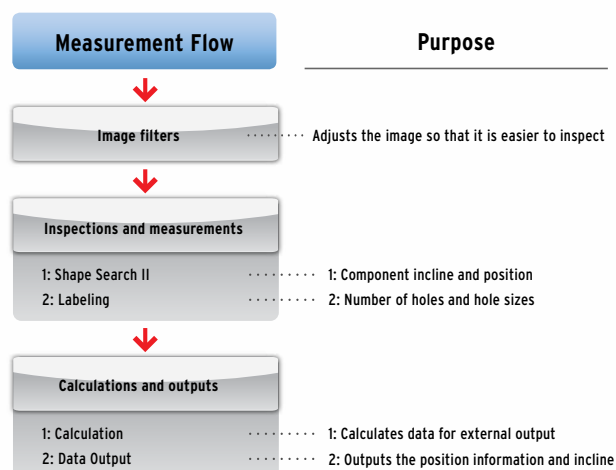 Measurement Flow
Purpose
Image filters
Adjusts the image so that it is easier to inspect
Inspections and measurements
1: Shape Search II
1: Component incline and position
2: Labeling
2: Number of holes and hole sizes
Calculations and outputs
1: Calculation
1: Calculates data for external output
2: Data Output
2: Outputs the position information and incline